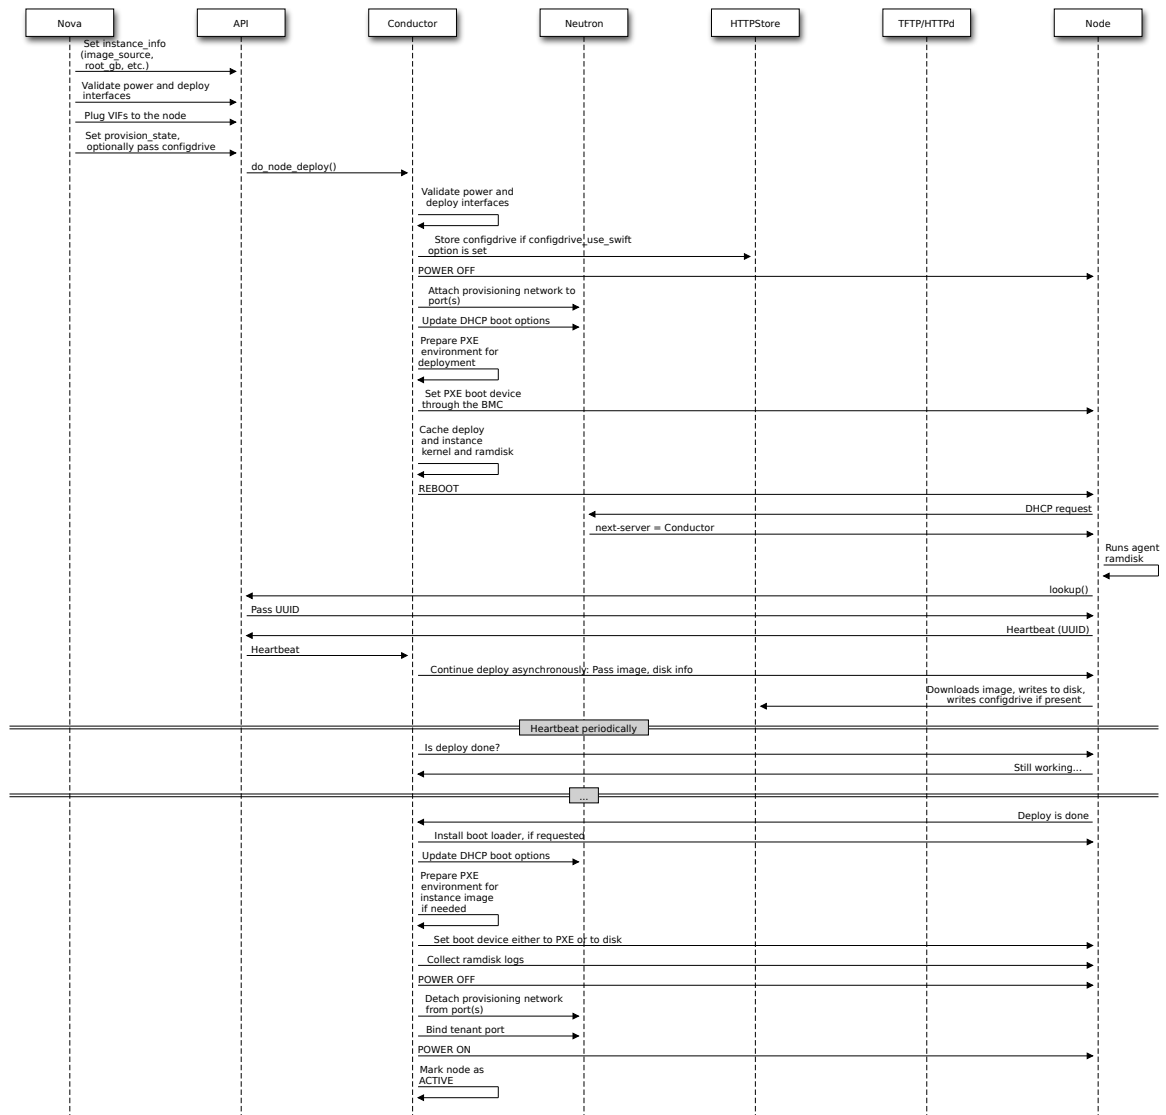 Nova
API
Conductor
Neutron
HTTPStore
TFTP/HTTPd
Node
Set instance_info
(image_source,
root_gb, etc.)
Validate power and deploy
interfaces
Plug VIFs to the node
Set provision_state,
optionally pass configdrive
do_node_deploy()
Validate power and
deploy interfaces
Store configdrive if configdrive_use_swift
option is set
POWER OFF
Attach provisioning network to
port(s)
Update DHCP boot options
Prepare PXE
environment for
deployment
Set PXE boot device
through the BMC
Cache deploy
and instance
kernel and ramdisk
REBOOT
DHCP request
next-server = Conductor
Runs agent
ramdisk
lookup()
Pass UUID
Heartbeat (UUID)
Heartbeat
Continue deploy asynchronously: Pass image, disk info
Downloads image, writes to disk,
writes configdrive if present
Heartbeat periodically
Is deploy done?
Still working...
...
Deploy is done
Install boot loader, if requested
Update DHCP boot options
Prepare PXE
environment for
instance image
if needed
Set boot device either to PXE or to disk
Collect ramdisk logs
POWER OFF
Detach provisioning network
from port(s)
Bind tenant port
POWER ON
Mark node as
ACTIVE